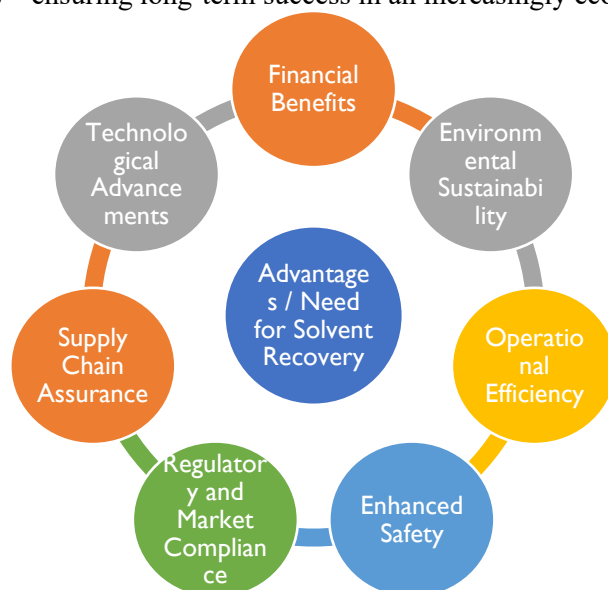 ensuring long-term success in an increasingly eco
Financial
Benefits
Environm
ental
Sustainabi
lity
Operatio
nal
Efficiency
Enhanced
Safety
Regulator
y and
Market
Complian
ce
Supply
Chain
Assurance
Technolo
gical
Advance
ments
Advantage
s / Need
for Solvent
Recovery